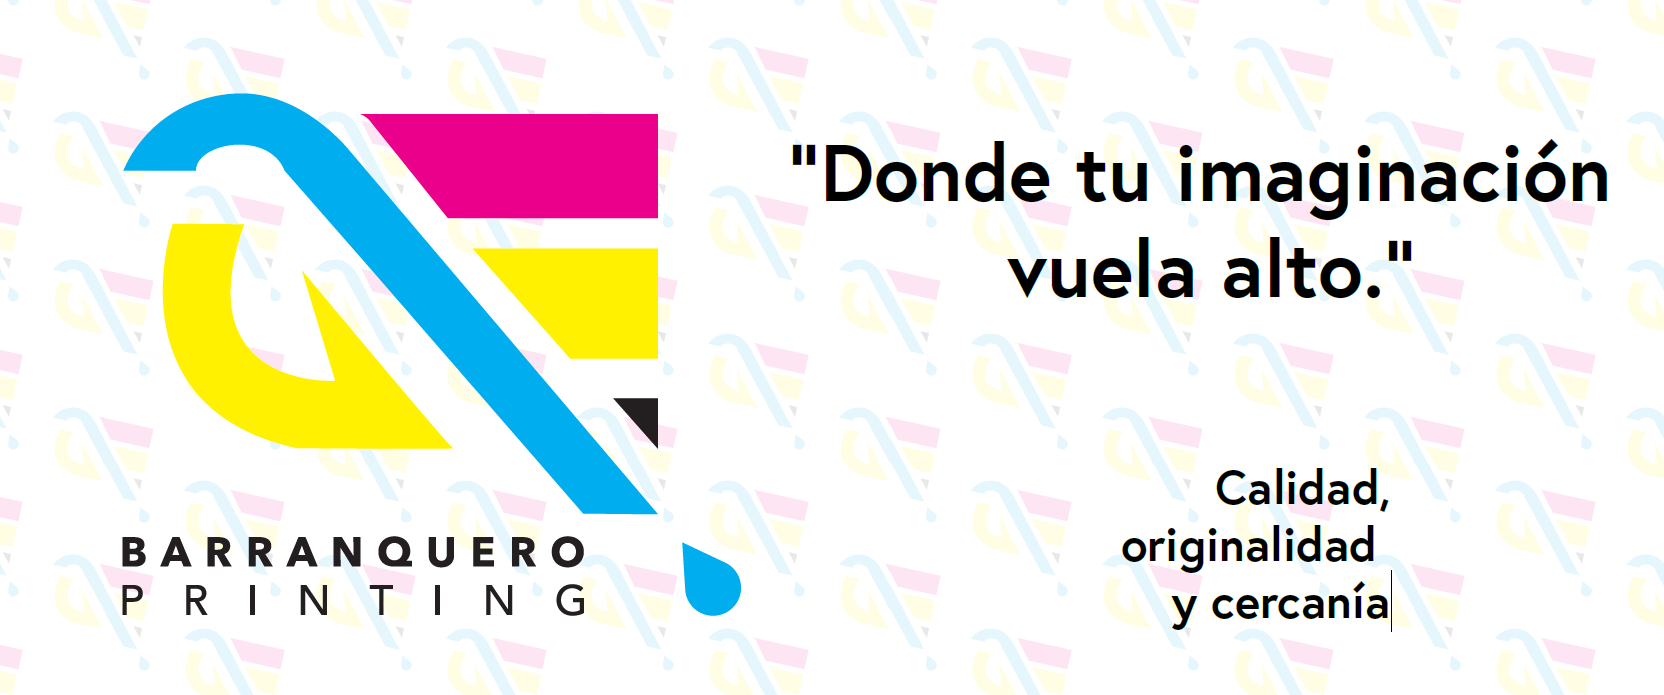 "Donde tu imaginación
vuela alto."
Calidad,
originalidad
y cercanía
BARRANQUERO
PRINTING